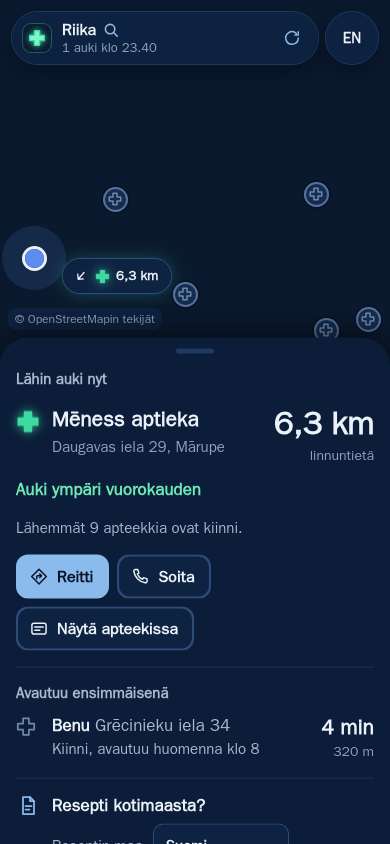 Riika
1 auki klo 23.40
EN
6,3 km
© OpenStreetMapin tekijät
Lähin auki nyt
Mēness aptieka
6,3 km
Daugavas iela 29, Mārupe
linnuntietä
Auki ympäri vuorokauden
Lähemmät 9 apteekkia ovat kiinni.
Reitti
Soita
Näytä apteekissa
Avautuu ensimmäisenä
Benu Grēcinieku iela 34
4 min
Kiinni, avautuu huomenna klo 8
320 m
Resepti kotimaasta?
Reseptin maa
Suomi